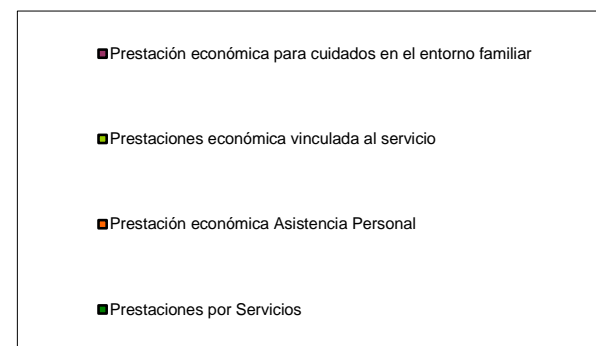 Prestación económica para cuidados en el entorno familiar
Prestaciones económica vinculada al servicio
Prestación económica Asistencia Personal
Prestaciones por Servicios